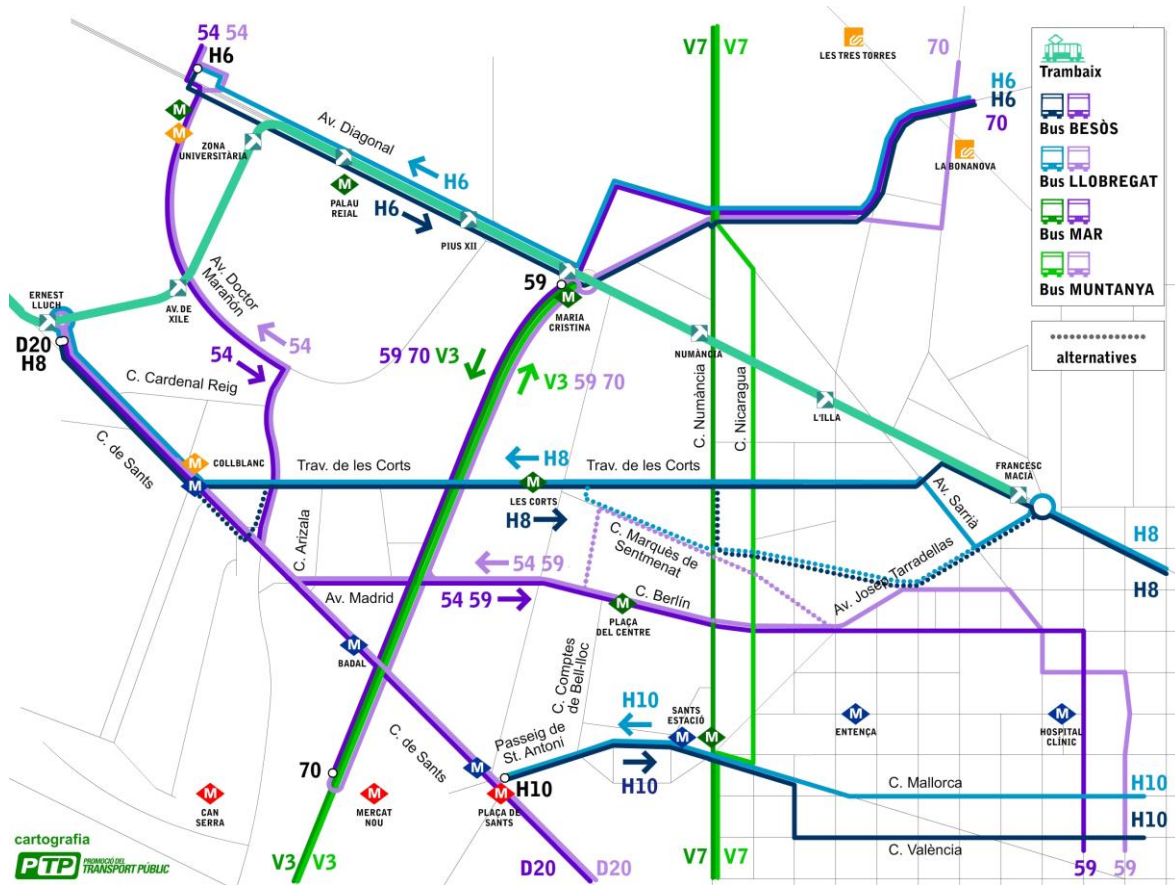 54 54
H6
V7 V7
LES TRES TORRES
70
H6
H6
70
LA BONANOVA
Trambaix
Bus BESÒS
Bus LLOBREGAT
Bus MAR
Bus MUNTANYA
alternatives
M
M
ZONA
UNIVERSITÀRIA
Av. Diagonal
H6
M
PALAU
REIAL
H6
PIUS XII
59
M
MARIA
CRISTINA
ERNEST
LLUCH
D20
H8
AV. DE
XILE
Av. Doctor
Marañón
54
54
59 70 V3
V3 59 70
NUMÀNCIA
L'ILLA
C. Numància
C. Nicaragua
C. Cardenal Reig
C. de Sants
M
COLLBLANC
M
Trav. de les Corts
H8
M
LES CORTS
H8
Trav. de les Corts
FRANCESC
MACIÀ
Av. Sarrià
H8
H8
C. Arizala
C. Marquès de
Sentmenat
Av. Josep Tarradellas
54 59
Av. Madrid
54 59
C. Berlín
M
PLAÇA
DEL CENTRE
M
BADAL
C. Comptes
de Bell-lloc
C. de Sants
Passeig de
St. Antoni
H10
SANTS
ESTACIÓ
M
M
H10
M
ENTENÇA
M
HOSPITAL
CLÍNIC
70
M
H10
M
CAN
SERRA
M
MERCAT
NOU
M
PLAÇA DE
SANTS
C. Mallorca
H10
H10
C. València
cartografia
PTP PROMOCIÓ DEL
TRANSPORT PÚBLIC
V3 V3
D20 D20
V7 V7
59 59